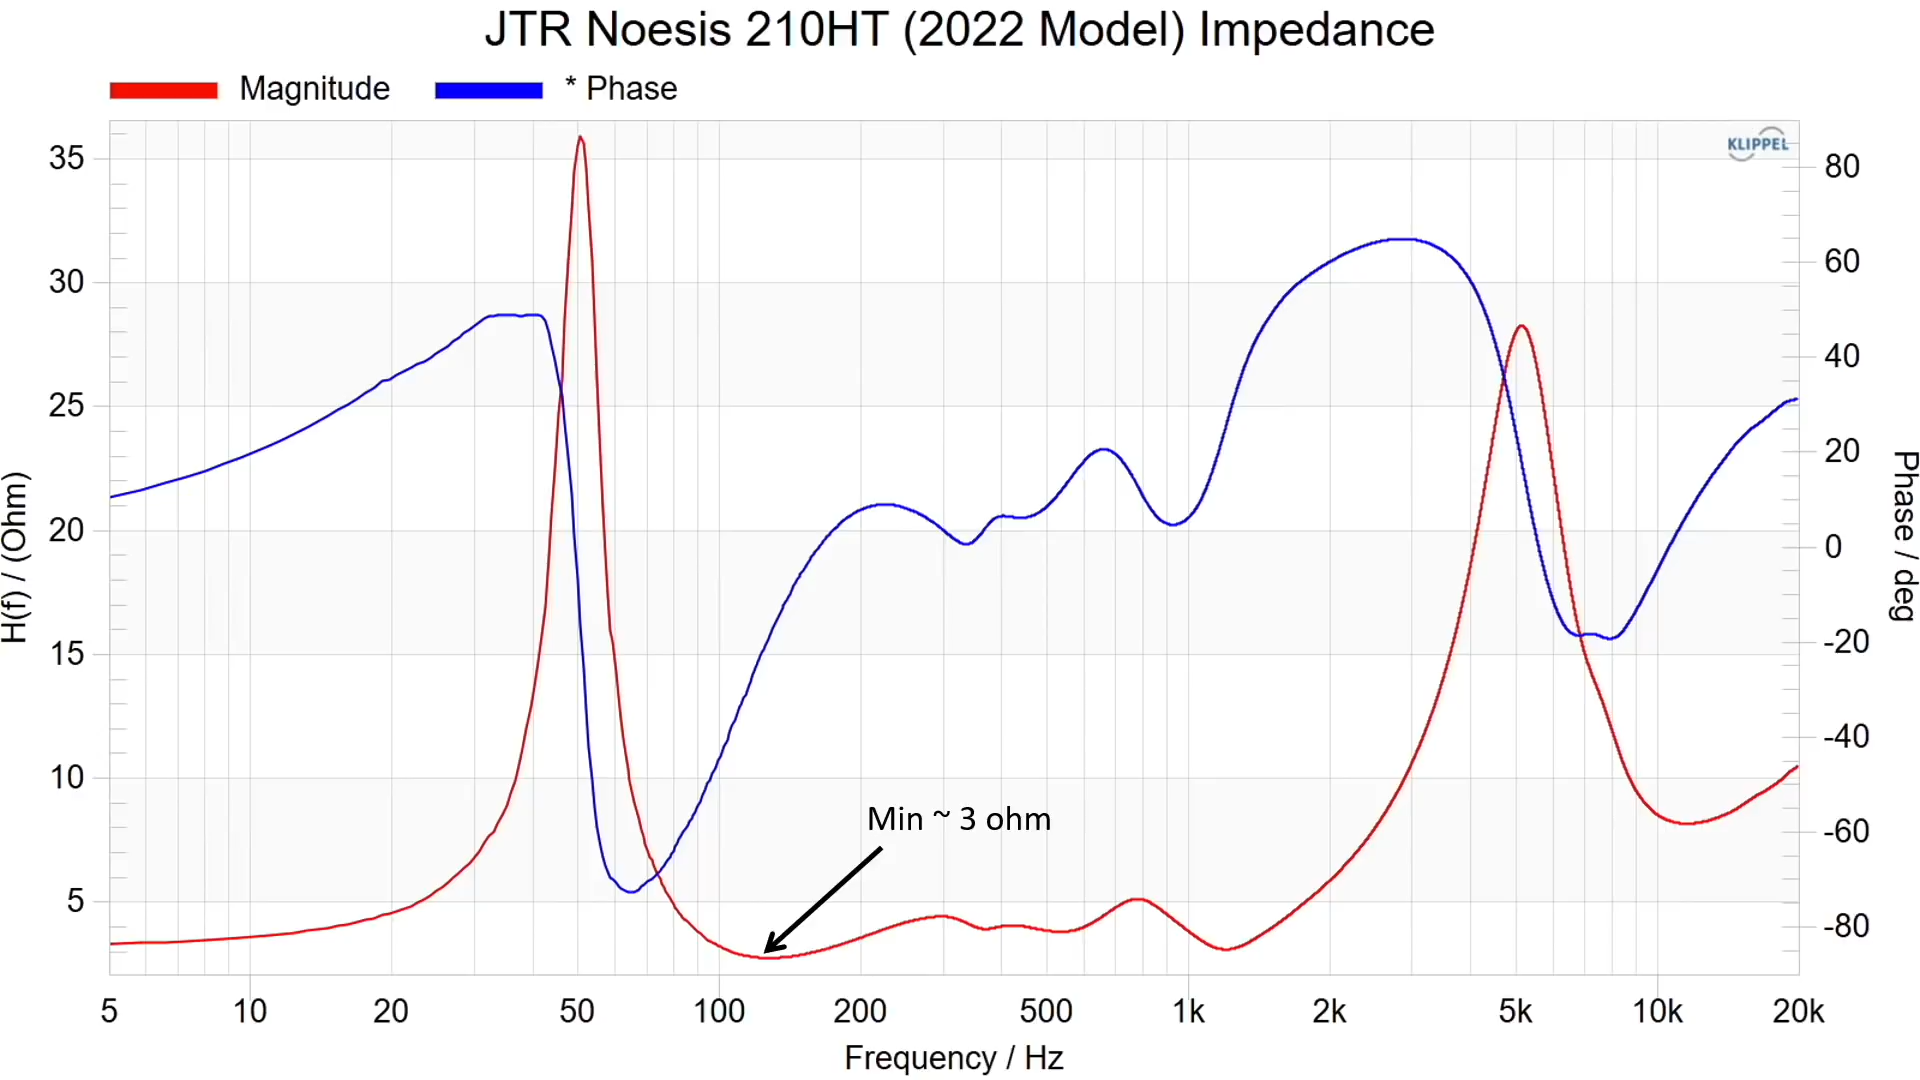 JTR Noesis 210HT (2022 Model) Impedance
Magnitude
* Phase
KLIPPEL
35
30
25
20
15
10
5
H(f) / (Ohm)
80
60
40
20
0
-20
-40
-60
-80
Phase / deg
Min ~ 3 ohm
5 10 20 50 100 200 500 1k 2k 5k 10k 20k
Frequency / Hz